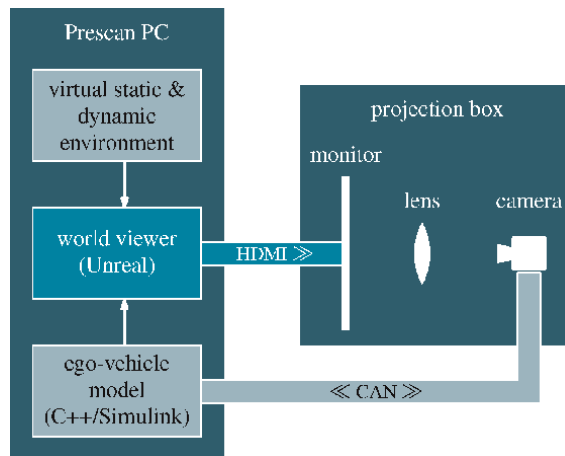 Prescan PC
virtual static &
dynamic
environment
world viewer
(Unreal)
ego-vehicle
model
(C++/Simulink)
HDMI ≫
≪ CAN ≫
projection box
monitor
lens
camera